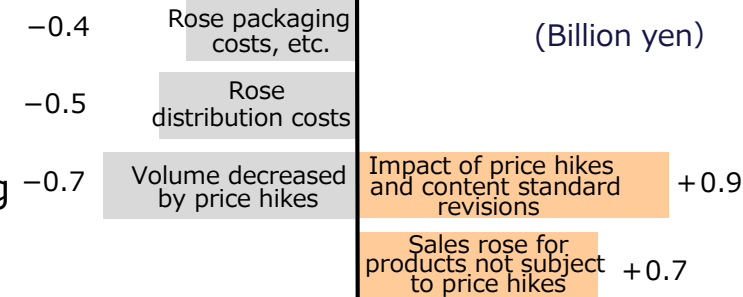 −0.4
Rose packaging
costs, etc.
(Billion yen)
−0.5
Rose
distribution costs
g
−0.7
Volume decreased
by price hikes
Impact of price hikes
and content standard
revisions
+0.9
Sales rose for
products not subject
to price hikes
+0.7